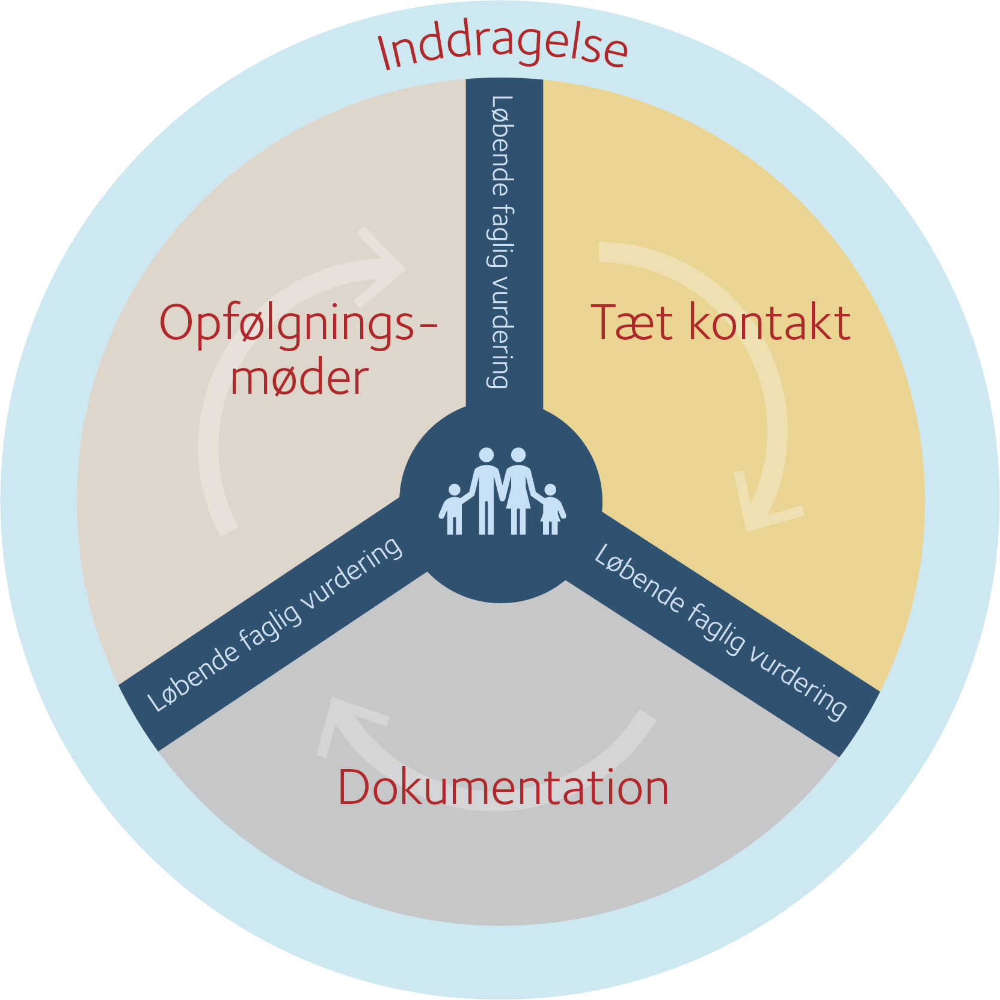 Inddragelse
Løbende faglig vurdering
Opfølgnings-
møder
Tæt kontakt
Løbende faglig vurdering
Løbende faglig vurdering
Dokumentation